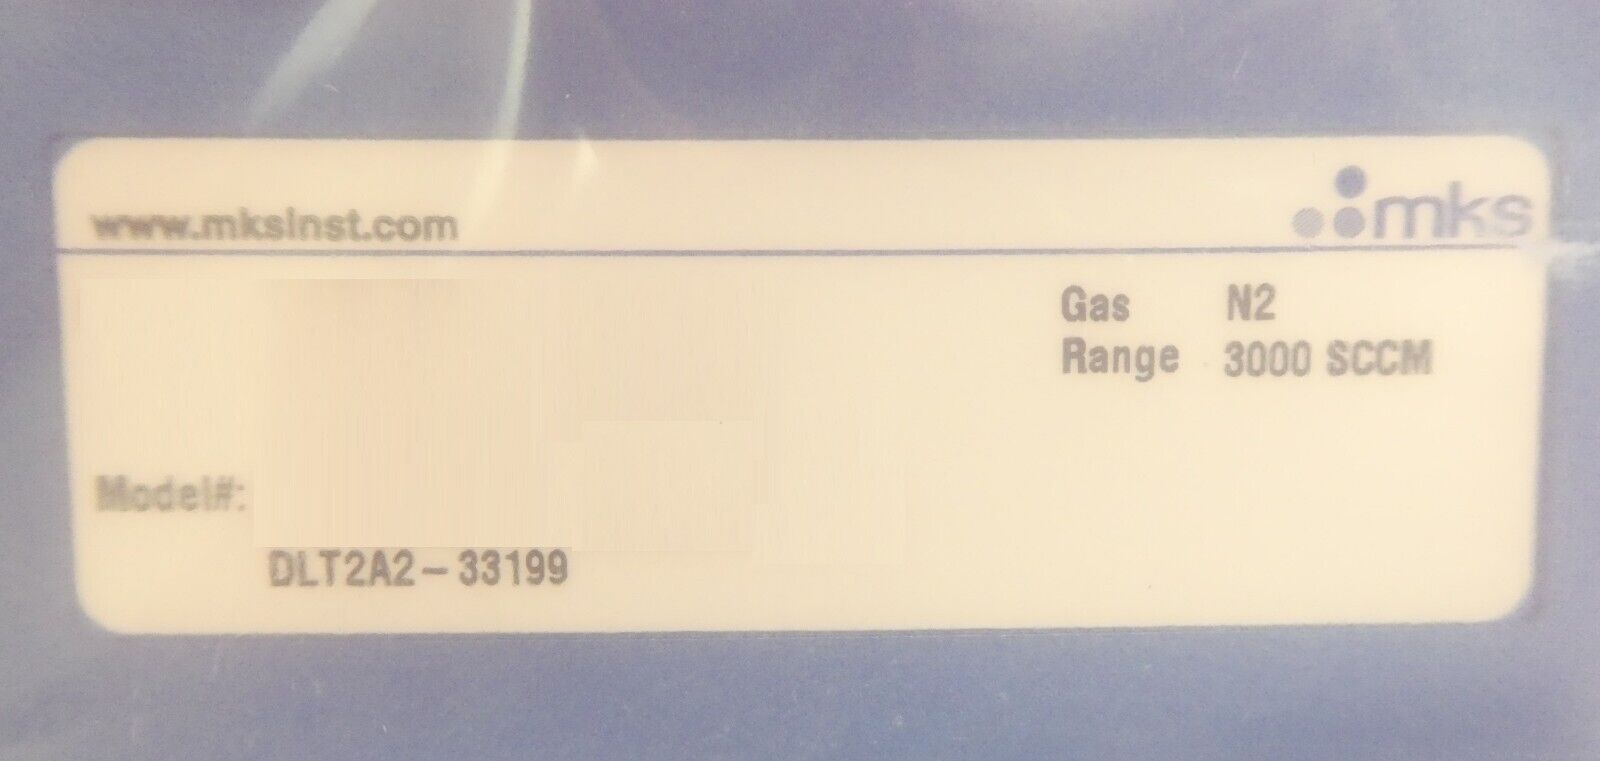 www.mksinst.com
mks
Gas N2
Range 3000 SCCM
Model#:
DLT2A2-33199